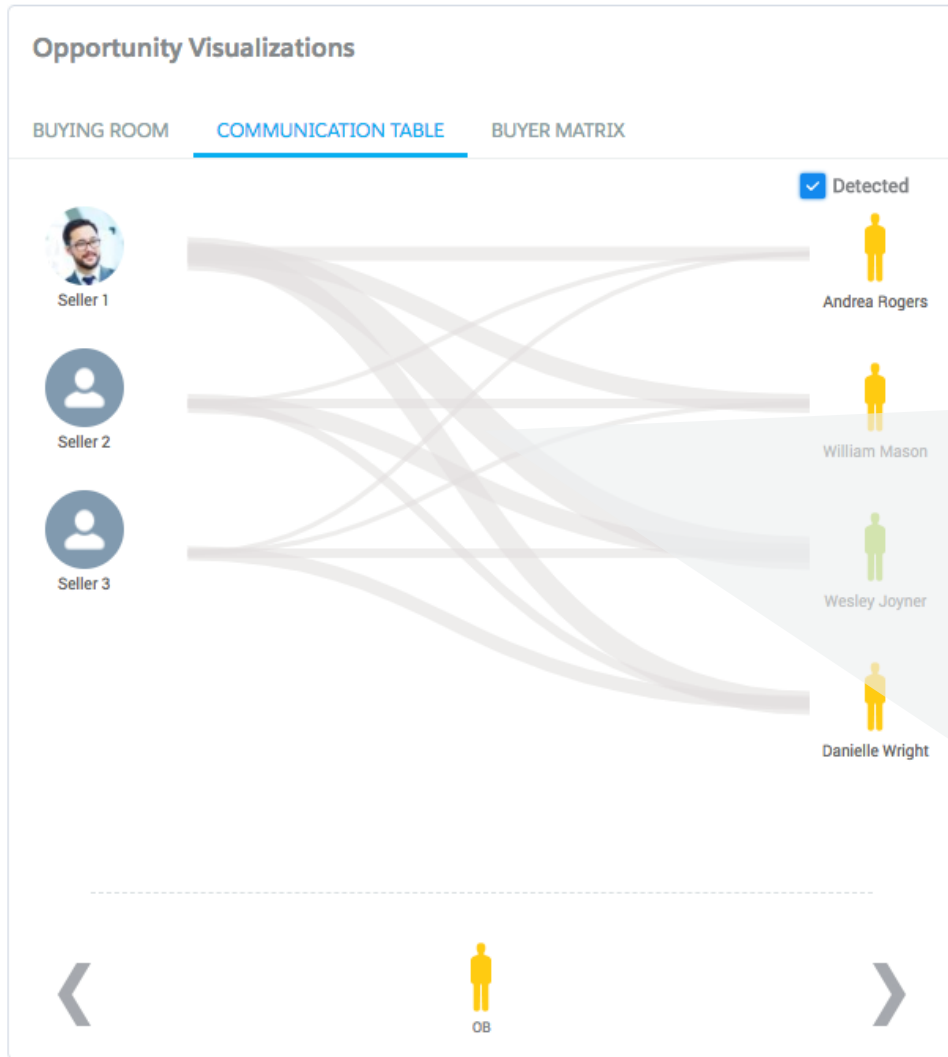 Opportunity Visualizations
BUYING ROOM COMMUNICATION TABLE BUYER MATRIX
Detected
Seller 1
Andrea Rogers
Seller 2
William Mason
Seller 3
Wesley Joyner
Danielle Wright
OB